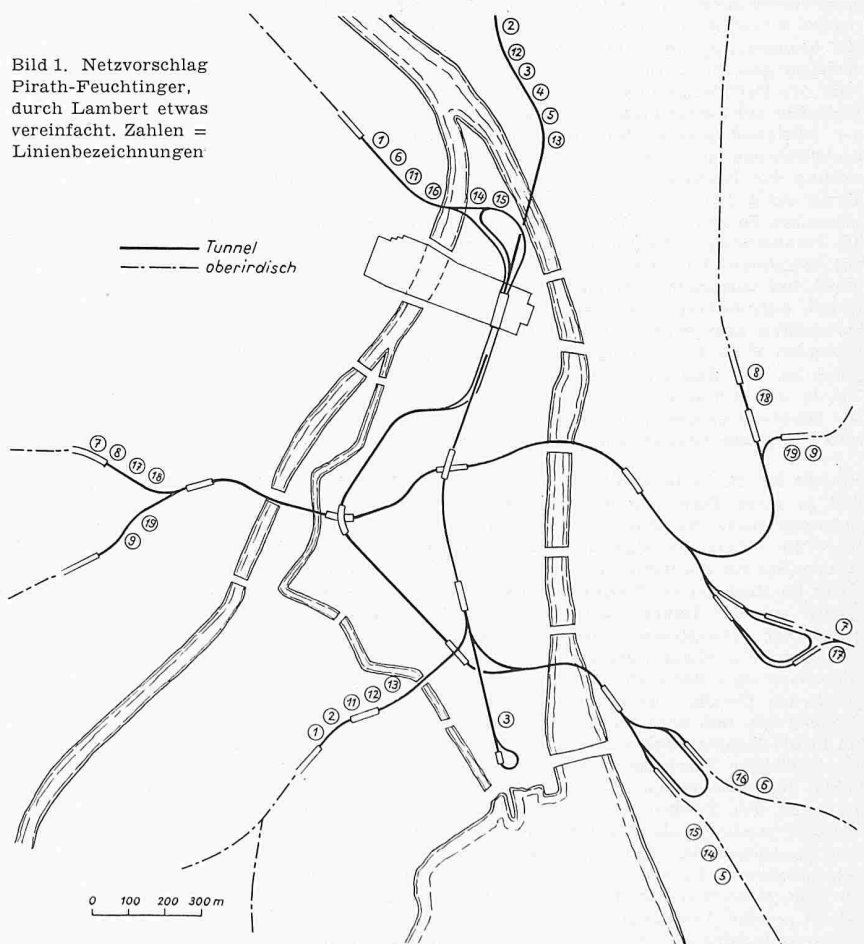 Bild 1. Netzvorschlag
Pirath-Feuchtinger,
durch Lambert etwas
vereinfacht. Zahlen =
Linienbezeichnungen
Tunnel
oberirdisch
2
12
3
4
5
13
1
6
11
16
14 15
8
18
19 9
7 8 17 18
9 19
7
17
1 2 11 12 13
3
16 6
15
14
5
0 100 200 300 m